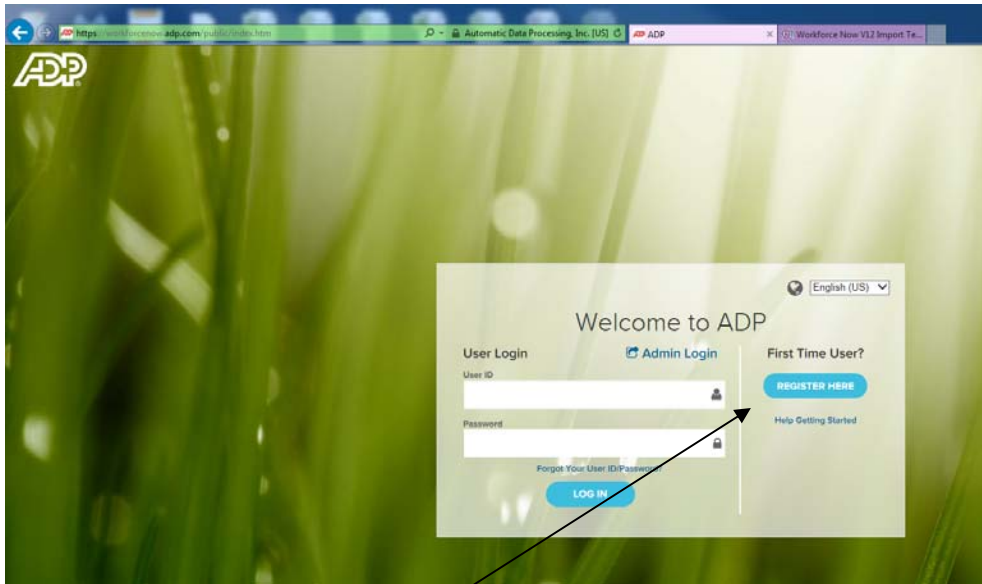 https://workforcenow.adp.com/public/index.htm
Automatic Data Processing, Inc. [US]
ADP
Workforce Now V12 Import Te...
ADP
English (US)
Welcome to ADP
User Login
Admin Login
First Time User?
User ID
REGISTER HERE
Help Getting Started
Password
Forgot Your User ID/Password?
LOG IN